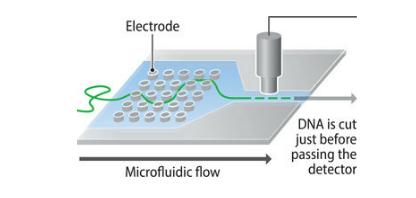 Electrode
DNA is cut
just before
passing the
detector
Microfluidic flow